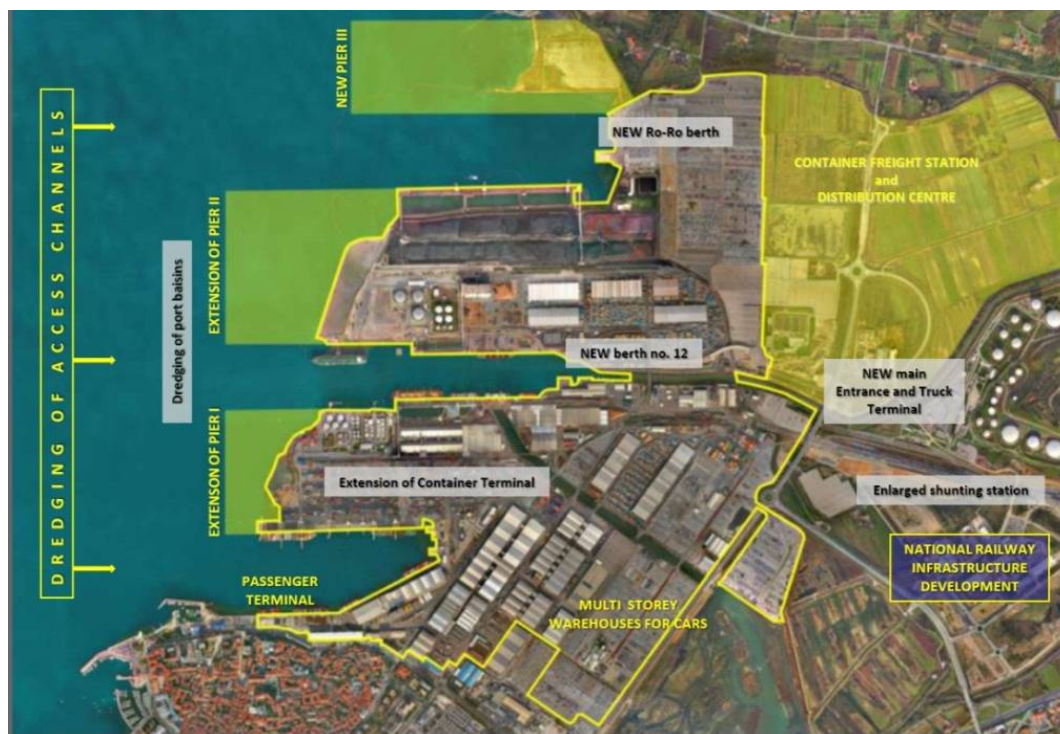 NEW PIER III
NEW Ro-Ro berth
CONTAINER FREIGHT STATION
and
DISTRIBUTION CENTRE
DREDGING OF ACCESS CHANNELS
Dredging of port baisins
EXTENSION OF PIER II
NEW berth no. 12
NEW main
Entrance and Truck
Terminal
EXTENSON OF PIER I
Extension of Container Terminal
Enlarged shunting station
NATIONAL RAILWAY
INFRASTRUCTURE
DEVELOPMENT
PASSENGER
TERMINAL
MULTI STOREY
WAREHOUSES FOR CARS